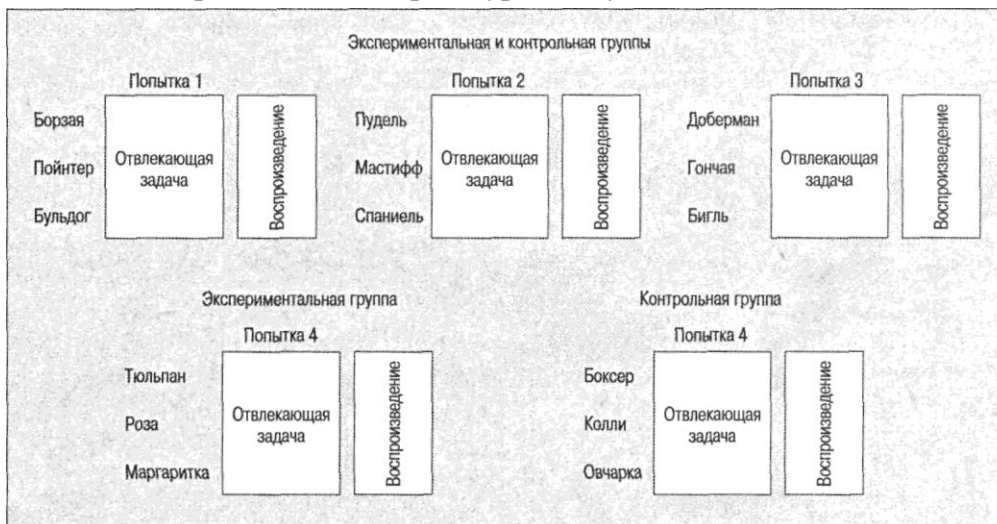 Экспериментальная и контрольная группы
Попытка 1
Борзая
Пойнтер
Бульдог
Отвлекающая
задача
Воспроизведение
Попытка 2
Пудель
Мастифф
Спаниель
Отвлекающая
задача
Воспроизведение
Попытка 3
Доберман
Гончая
Бигль
Отвлекающая
задача
Воспроизведение
Экспериментальная группа
Попытка 4
Тюльпан
Роза
Маргаритка
Отвлекающая
задача
Воспроизведение
Контрольная группа
Попытка 4
Боксер
Колли
Овчарка
Отвлекающая
задача
Воспроизведение